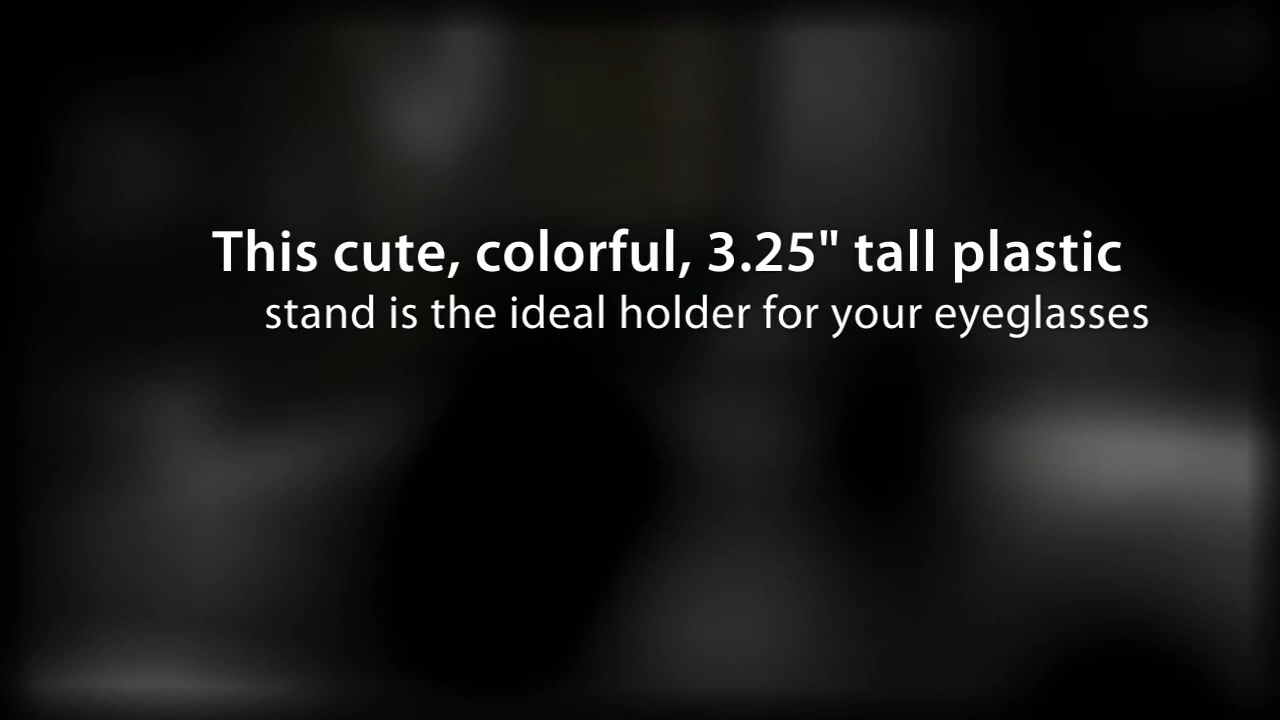 This cute, colorful, 3.25" tall plastic
stand is the ideal holder for your eyeglasses